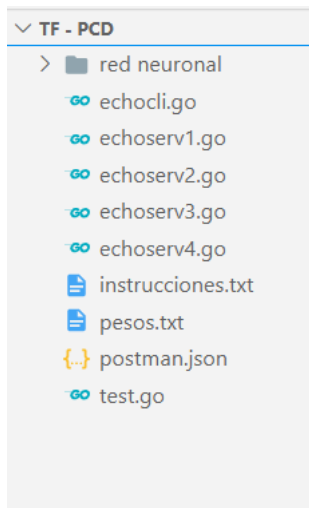 TF - PCD
red neuronal
GO echocli.go
GO echoserv1.go
GO echoserv2.go
GO echoserv3.go
GO echoserv4.go
instrucciones.txt
pesos.txt
{..} postman.json
GO test.go